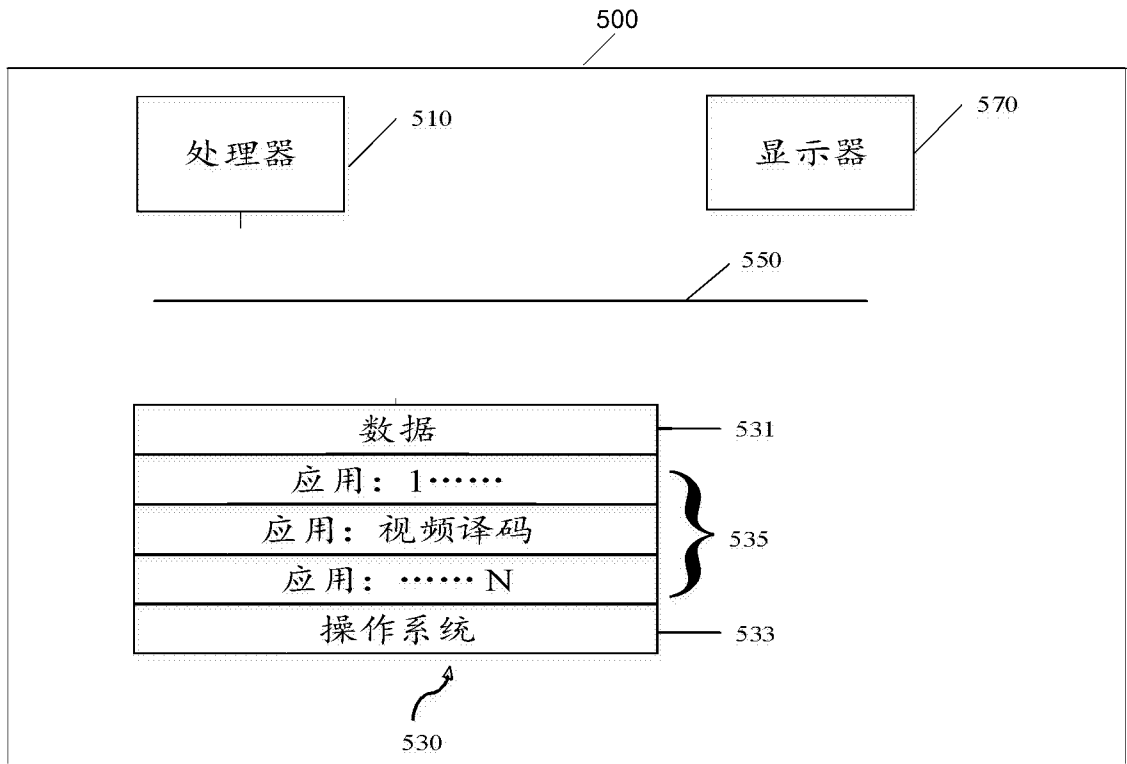 500
处理器
510
显示器
570
550
数据
531
应用：1……
应用：视频译码
535
应用：……N
操作系统
533
530